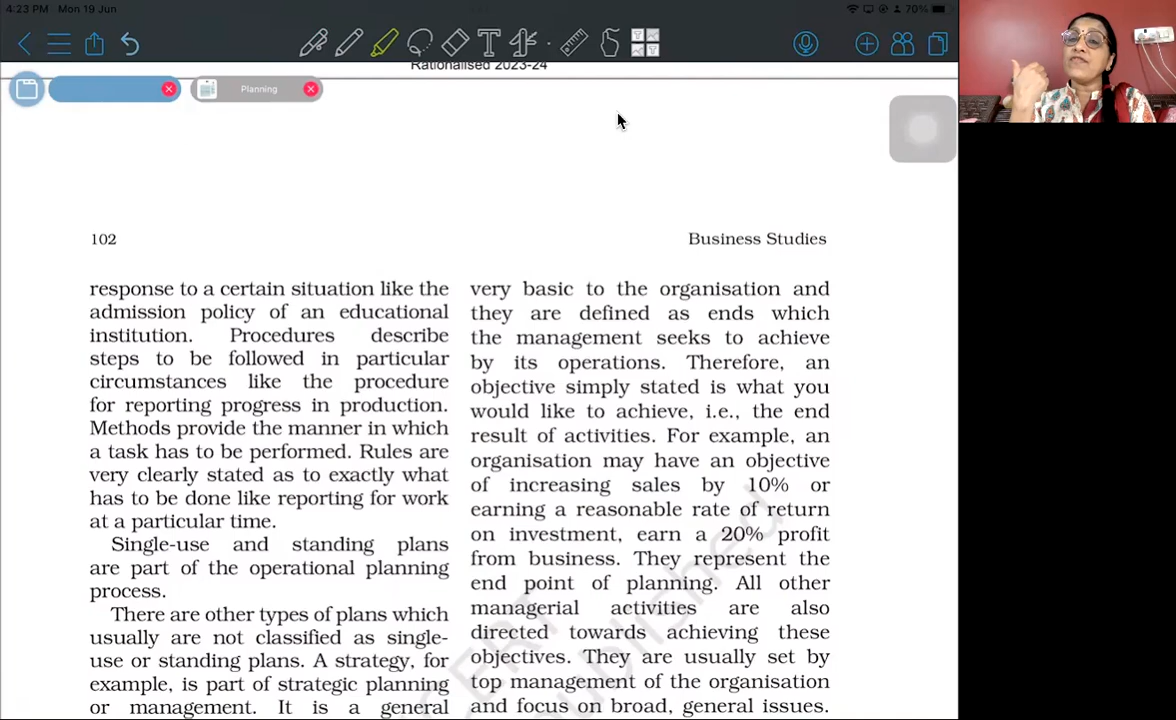 4:23 PM Mon 19 Jun
70%
Rationalised 2023-24
Planning
102
Business Studies
response to a certain situation like the
admission policy of an educational
institution. Procedures describe
steps to be followed in particular
circumstances like the procedure
for reporting progress in production.
Methods provide the manner in which
a task has to be performed. Rules are
very clearly stated as to exactly what
has to be done like reporting for work
at a particular time.
Single-use and standing plans
are part of the operational planning
process.
There are other types of plans which
usually are not classified as single-
use or standing plans. A strategy, for
example, is part of strategic planning
or management. It is a general
very basic to the organisation and
they are defined as ends which
the management seeks to achieve
by its operations. Therefore, an
objective simply stated is what you
would like to achieve, i.e., the end
result of activities. For example, an
organisation may have an objective
of increasing sales by 10% or
earning a reasonable rate of return
on investment, earn a 20% profit
from business. They represent the
end point of planning. All other
managerial activities are also
directed towards achieving these
objectives. They are usually set by
top management of the organisation
and focus on broad, general issues.